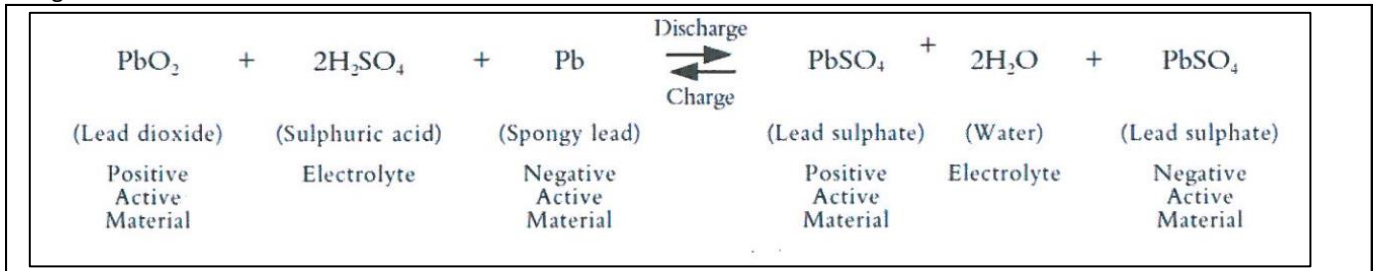 Discharge
PbO₂ + 2H₂SO₄ + Pb ⇌ PbSO₄ + 2H₂O + PbSO₄
Charge
(Lead dioxide) (Sulphuric acid) (Spongy lead) (Lead sulphate) (Water) (Lead sulphate)
Positive Electrolyte Negative Positive Electrolyte Negative
Active Active Active Active
Material Material Material Material